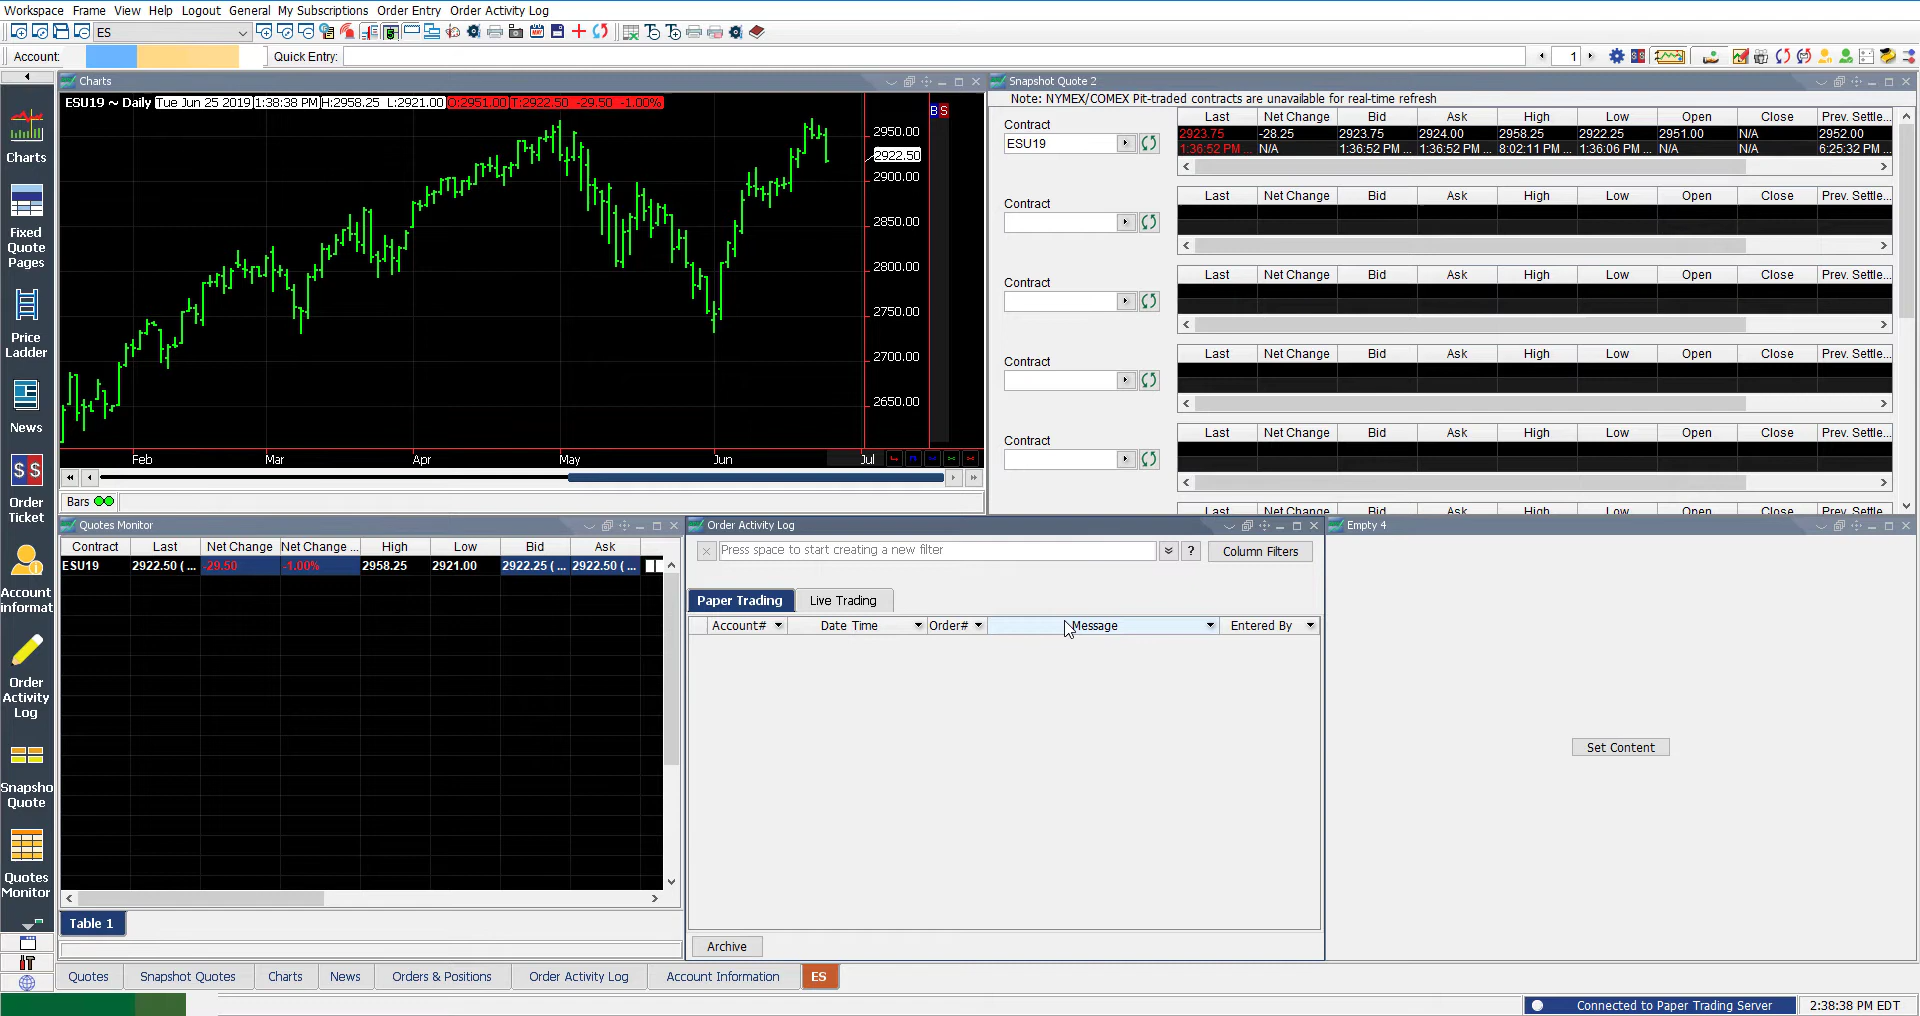 Workspace Frame View Help Logout General My Subscriptions Order Entry Order Activity Log
ES
Account: Quick Entry: 1
Charts
ESU19 ~ Daily Tue Jun 25 2019 1:38:38 PM H:2958.25 L:2921.00 O:2951.00 T:2922.50 -29.50 -1.00%
B S
2950.00
2922.50
2900.00
2850.00
2800.00
2750.00
2700.00
2650.00
Feb Mar Apr May Jun Jul
Bars
Charts
Fixed
Quote
Pages
Price
Ladder
News
S S
Order
Ticket
Account
informat
Order
Activity
Log
Snapsho
Quote
Quotes
Monitor
Snapshot Quote 2
Note: NYMEX/COMEX Pit-traded contracts are unavailable for real-time refresh
Contract
ESU19
Last Net Change Bid Ask High Low Open Close Prev. Settle...
2923.75 -28.25 2923.75 2924.00 2958.25 2922.25 2951.00 N/A 2952.00
1:36:52 PM ... N/A 1:36:52 PM ... 1:36:52 PM ... 8:02:11 PM ... 1:36:06 PM ... N/A N/A 6:25:32 PM ...
Contract
Last Net Change Bid Ask High Low Open Close Prev. Settle...
Contract
Last Net Change Bid Ask High Low Open Close Prev. Settle...
Contract
Last Net Change Bid Ask High Low Open Close Prev. Settle...
Contract
Last Net Change Bid Ask High Low Open Close Prev. Settle...
Last Net Change Bid Ask High Low Open Close Prev. Settle...
Quotes Monitor
Contract Last Net Change Net Change ... High Low Bid Ask
ESU19 2922.50 ( ... -29.50 -1.00% 2958.25 2921.00 2922.25 ( ... 2922.50 ( ...
Table 1
Order Activity Log
Press space to start creating a new filter
? Column Filters
Paper Trading Live Trading
Account# Date Time Order# Message Entered By
Archive
Empty 4
Set Content
Quotes Snapshot Quotes Charts News Orders & Positions Order Activity Log Account Information ES
Connected to Paper Trading Server 2:38:38 PM EDT